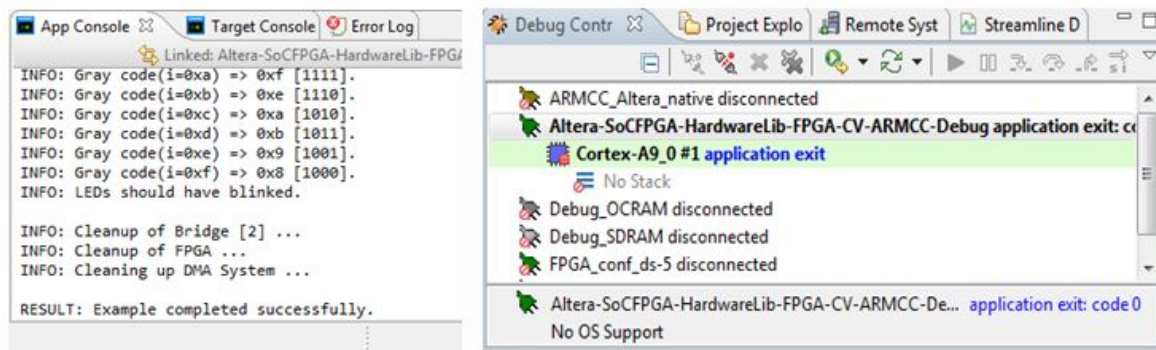 App Console Target Console Error Log
Linked: Altera-SoCFPGA-HardwareLib-FPGA
INFO: Gray code(i=0xa) => 0xf [1111].
INFO: Gray code(i=0xb) => 0xe [1110].
INFO: Gray code(i=0xc) => 0xa [1010].
INFO: Gray code(i=0xd) => 0xb [1011].
INFO: Gray code(i=0xe) => 0x9 [1001].
INFO: Gray code(i=0xf) => 0x8 [1000].
INFO: LEDs should have blinked.
INFO: Cleanup of Bridge [2] ...
INFO: Cleanup of FPGA ...
INFO: Cleaning up DMA System ...
RESULT: Example completed successfully.
Debug Contr Project Explo Remote Syst Streamline D
ARMCC_Altera_native disconnected
Altera-SoCFPGA-HardwareLib-FPGA-CV-ARMCC-Debug application exit: co
Cortex-A9_0 #1 application exit
No Stack
Debug_OCRAM disconnected
Debug_SDRAM disconnected
FPGA_conf_ds-5 disconnected
Altera-SoCFPGA-HardwareLib-FPGA-CV-ARMCC-De... application exit: code 0
No OS Support